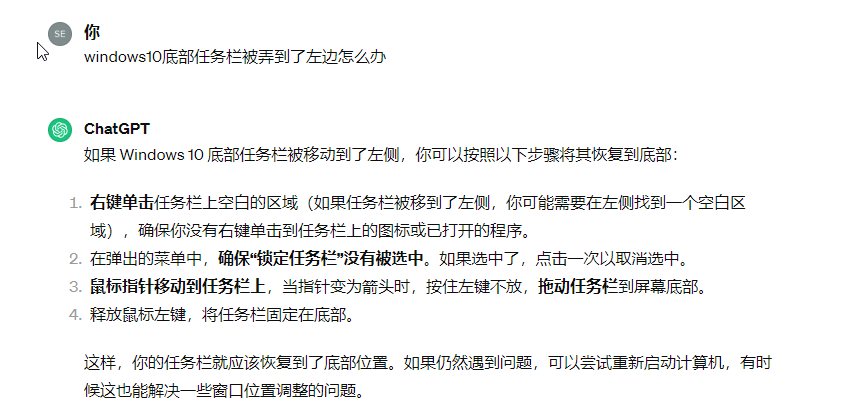 SE 你
windows10底部任务栏被弄到了左边怎么办
ChatGPT
如果 Windows 10 底部任务栏被移动到了左侧，你可以按照以下步骤将其恢复到底部：
1. 右键单击任务栏上空白的区域（如果任务栏被移到了左侧，你可能需要在左侧找到一个空白区
域），确保你没有右键单击到任务栏上的图标或已打开的程序。
2. 在弹出的菜单中，确保“锁定任务栏”没有被选中。如果选中了，点击一次以取消选中。
3. 鼠标指针移动到任务栏上，当指针变为箭头时，按住左键不放，拖动任务栏到屏幕底部。
4. 释放鼠标左键，将任务栏固定在底部。
这样，你的任务栏就应该恢复到了底部位置。如果仍然遇到问题，可以尝试重新启动计算机，有时
候这也能解决一些窗口位置调整的问题。